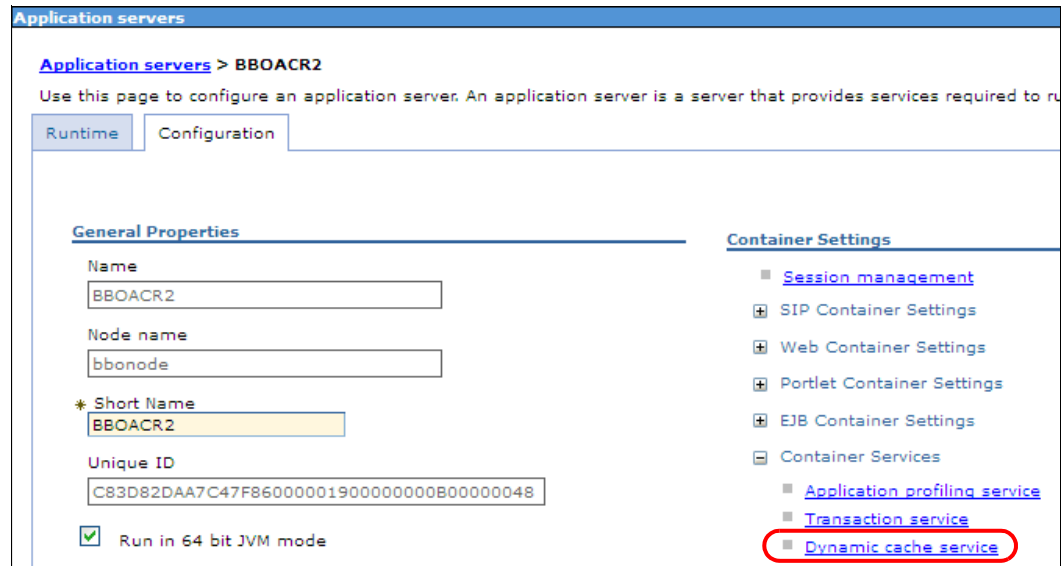 Application servers
Application servers > BBOACR2
Use this page to configure an application server. An application server is a server that provides services required to
Runtime
Configuration
General Properties
Name
BBOACR2
Node name
bbonode
* Short Name
BBOACR2
Unique ID
C83D82DAA7C47F86000001900000000B00000048
Run in 64 bit JVM mode
Container Settings
Session management
SIP Container Settings
Web Container Settings
Portlet Container Settings
EJB Container Settings
Container Services
Application profiling service
Transaction service
Dynamic cache service